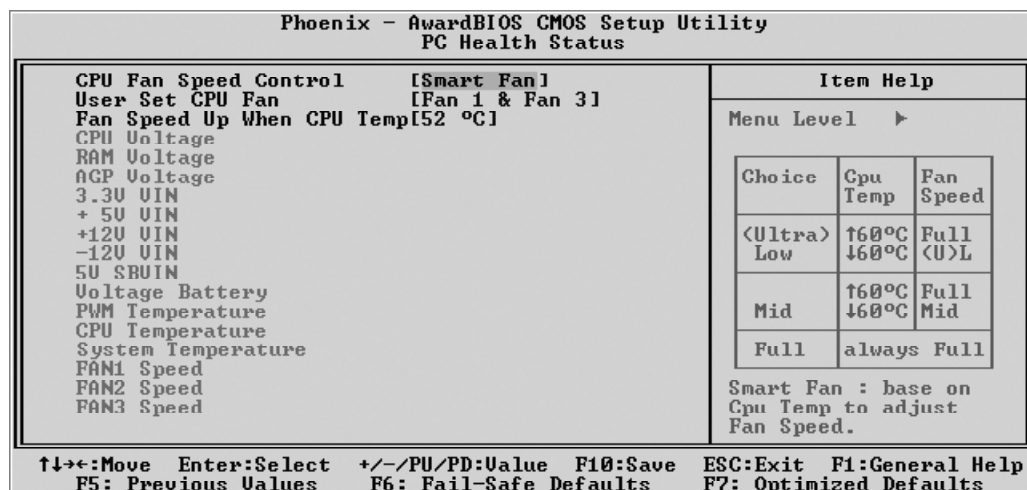 Phoenix - AwardBIOS CMOS Setup Utility
PC Health Status
CPU Fan Speed Control [Smart Fan]
User Set CPU Fan [Fan 1 & Fan 3]
Fan Speed Up When CPU Temp[52 ºC]
CPU Voltage
RAM Voltage
AGP Voltage
3.3V VIN
+ 5V VIN
+12V VIN
-12V VIN
5V SBVIN
Voltage Battery
PWM Temperature
CPU Temperature
System Temperature
FAN1 Speed
FAN2 Speed
FAN3 Speed
Item Help
Menu Level ►
Choice Cpu Fan
Temp Speed
(Ultra) ↑60ºC Full
Low ↓60ºC (U)L
↑60ºC Full
Mid ↓60ºC Mid
Full always Full
Smart Fan : base on
Cpu Temp to adjust
Fan Speed.
↑↓→←:Move Enter:Select +/-/PU/PD:Value F10:Save ESC:Exit F1:General Help
F5: Previous Values F6: Fail-Safe Defaults F7: Optimized Defaults